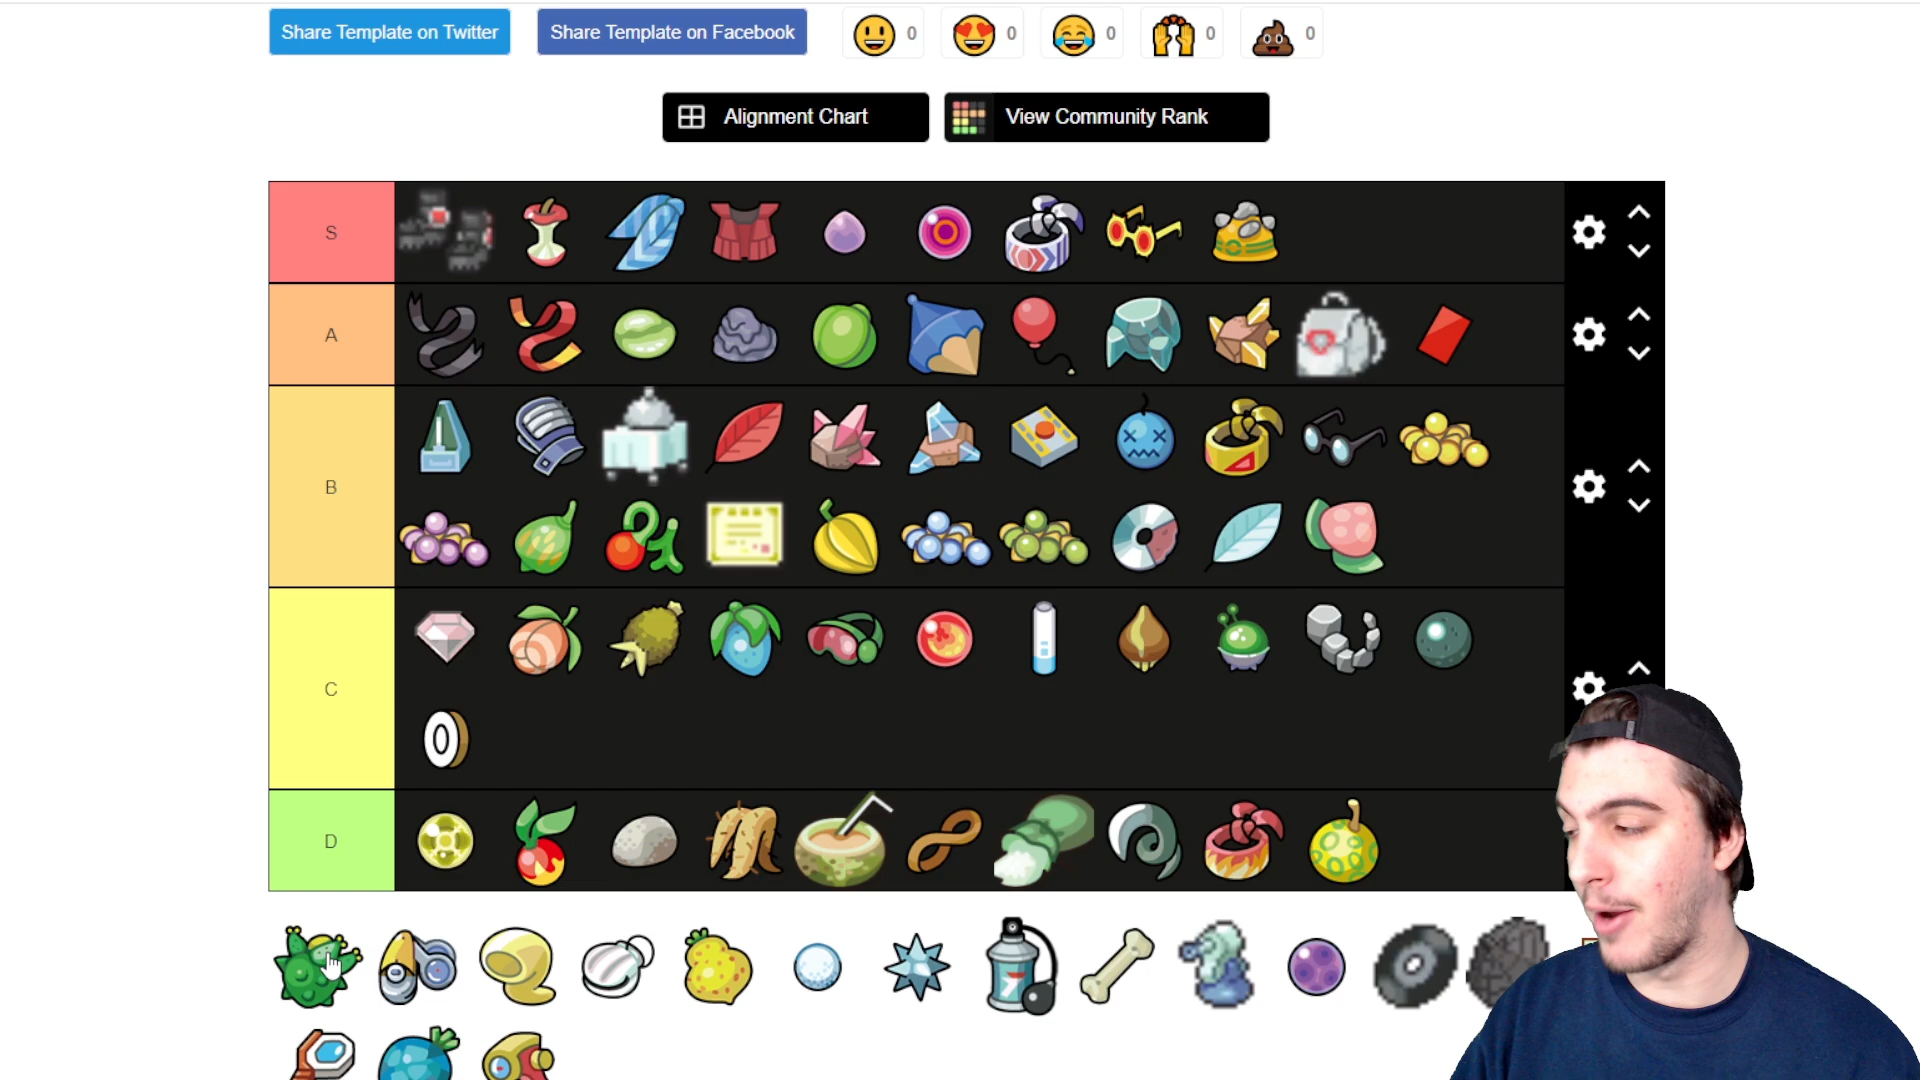 Share Template on Twitter
Share Template on Facebook
0
0
0
0
0
Alignment Chart
View Community Rank
S
A
B
C
D